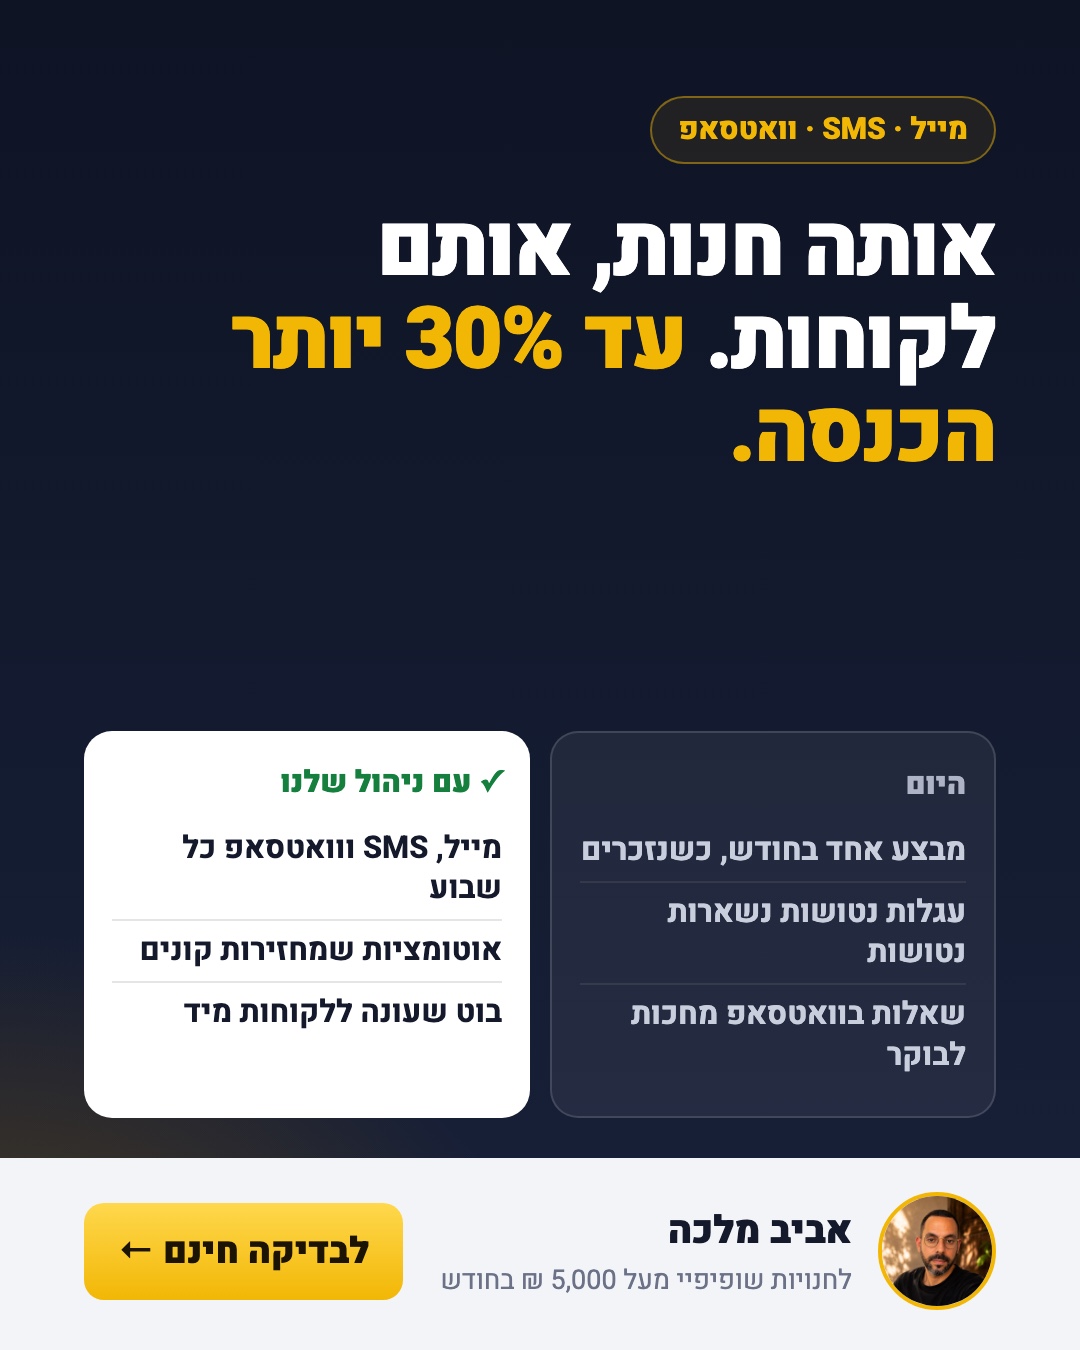 מייל · SMS · וואטסאפ
אותה חנות, אותם
לקוחות. עד 30% יותר
הכנסה.
היום
מבצע אחד בחודש, כשנזכרים
עגלות נטושות נשארות
נטושות
שאלות בוואטסאפ מחכות
לבוקר
✓ עם ניהול שלנו
מייל, SMS ווואטסאפ כל
שבוע
אוטומציות שמחזירות קונים
בוט שעונה ללקוחות מיד
אביב מלכה
לחנויות שופיפיי מעל 5,000 ₪ בחודש
לבדיקה חינם ←